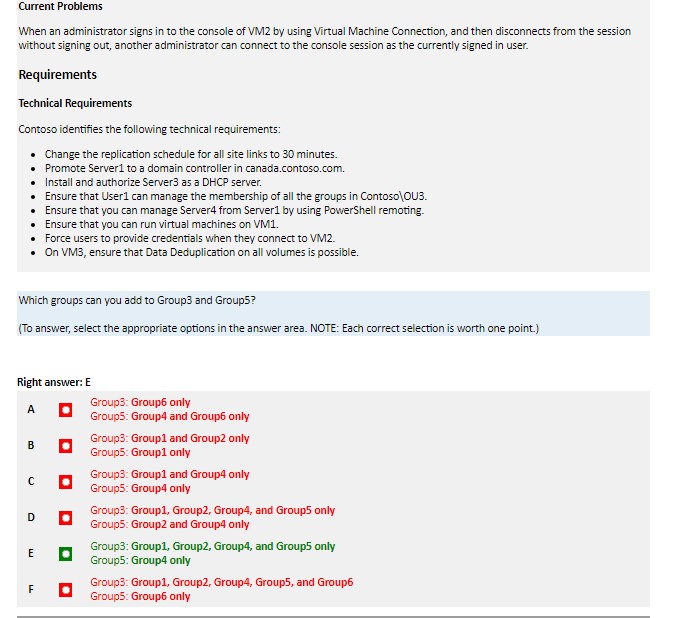 Current Problems
When an administrator signs in to the console of VM2 by using Virtual Machine Connection, and then disconnects from the session
without signing out, another administrator can connect to the console session as the currently signed in user.
Requirements
Technical Requirements
Contoso identifies the following technical requirements:
• Change the replication schedule for all site links to 30 minutes.
• Promote Server1 to a domain controller in canada.contoso.com.
• Install and authorize Server3 as a DHCP server.
• Ensure that User1 can manage the membership of all the groups in Contoso\OU3.
• Ensure that you can manage Server4 from Server1 by using PowerShell remoting.
• Ensure that you can run virtual machines on VM1.
• Force users to provide credentials when they connect to VM2.
• On VM3, ensure that Data Deduplication on all volumes is possible.
Which groups can you add to Group3 and Group5?
(To answer, select the appropriate options in the answer area. NOTE: Each correct selection is worth one point.)
Right answer: E
A
Group3: Group6 only
Group5: Group4 and Group6 only
B
Group3: Group1 and Group2 only
Group5: Group1 only
C
Group3: Group1 and Group4 only
Group5: Group4 only
D
Group3: Group1, Group2, Group4, and Group5 only
Group5: Group2 and Group4 only
E
Group3: Group1, Group2, Group4, and Group5 only
Group5: Group4 only
F
Group3: Group1, Group2, Group4, Group5, and Group6
Group5: Group6 only